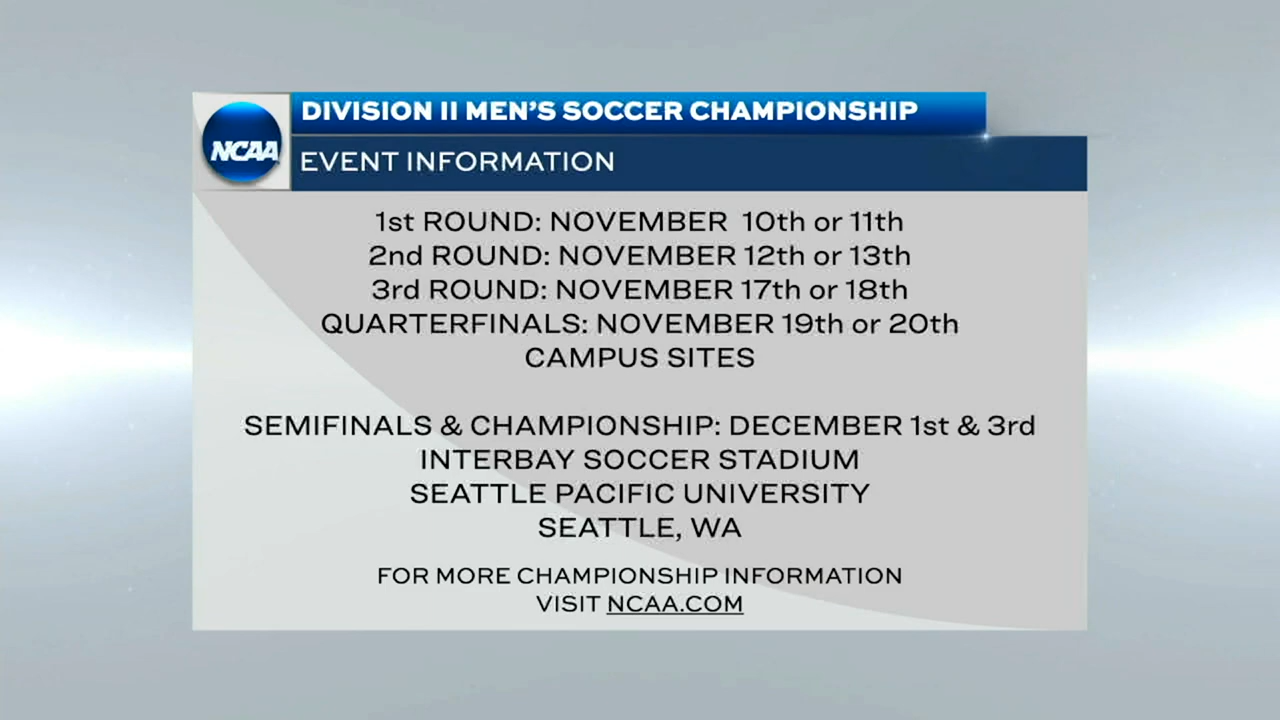 NCAA
DIVISION II MEN'S SOCCER CHAMPIONSHIP
EVENT INFORMATION
1st ROUND: NOVEMBER  10th or 11th
2nd ROUND: NOVEMBER 12th or 13th
3rd ROUND: NOVEMBER 17th or 18th
QUARTERFINALS: NOVEMBER 19th or 20th
CAMPUS SITES
SEMIFINALS & CHAMPIONSHIP: DECEMBER 1st & 3rd
INTERBAY SOCCER STADIUM
SEATTLE PACIFIC UNIVERSITY
SEATTLE, WA
FOR MORE CHAMPIONSHIP INFORMATION
VISIT NCAA.COM